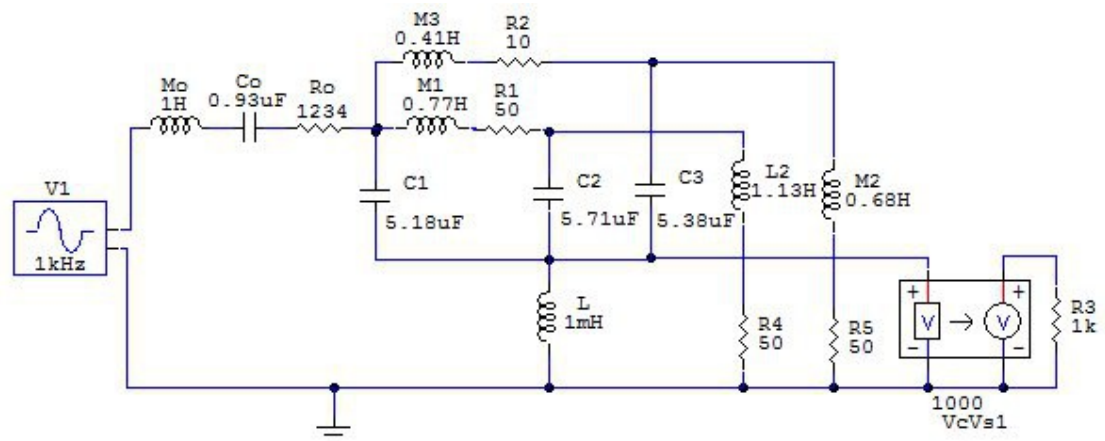 M3
0.41H
R2
10
Mo
1H
Co
0.93uF
Ro
1234
M1
0.77H
R1
50
V1
1kHz
C1
5.18uF
C2
5.71uF
C3
5.38uF
L2
1.13H
M2
0.68H
L
1mH
R4
50
R5
50
+
V
-
+
V
-
R3
1k
1000
VcVs1